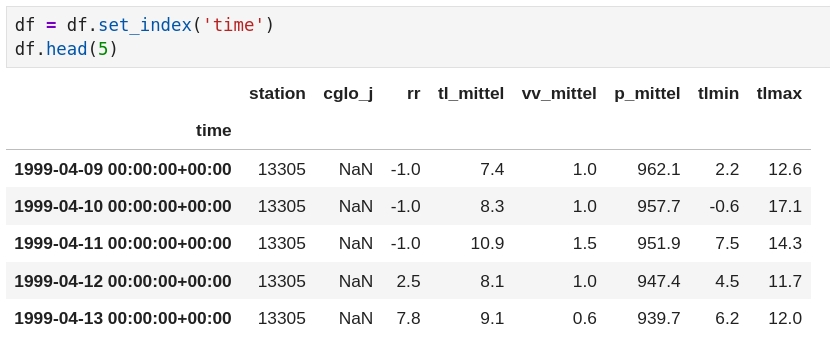 df = df.set_index('time')
df.head(5)
station cglo_j rr tl_mittel vv_mittel p_mittel tlmin tlmax
time
1999-04-09 00:00:00+00:00 13305 NaN -1.0 7.4 1.0 962.1 2.2 12.6
1999-04-10 00:00:00+00:00 13305 NaN -1.0 8.3 1.0 957.7 -0.6 17.1
1999-04-11 00:00:00+00:00 13305 NaN -1.0 10.9 1.5 951.9 7.5 14.3
1999-04-12 00:00:00+00:00 13305 NaN 2.5 8.1 1.0 947.4 4.5 11.7
1999-04-13 00:00:00+00:00 13305 NaN 7.8 9.1 0.6 939.7 6.2 12.0